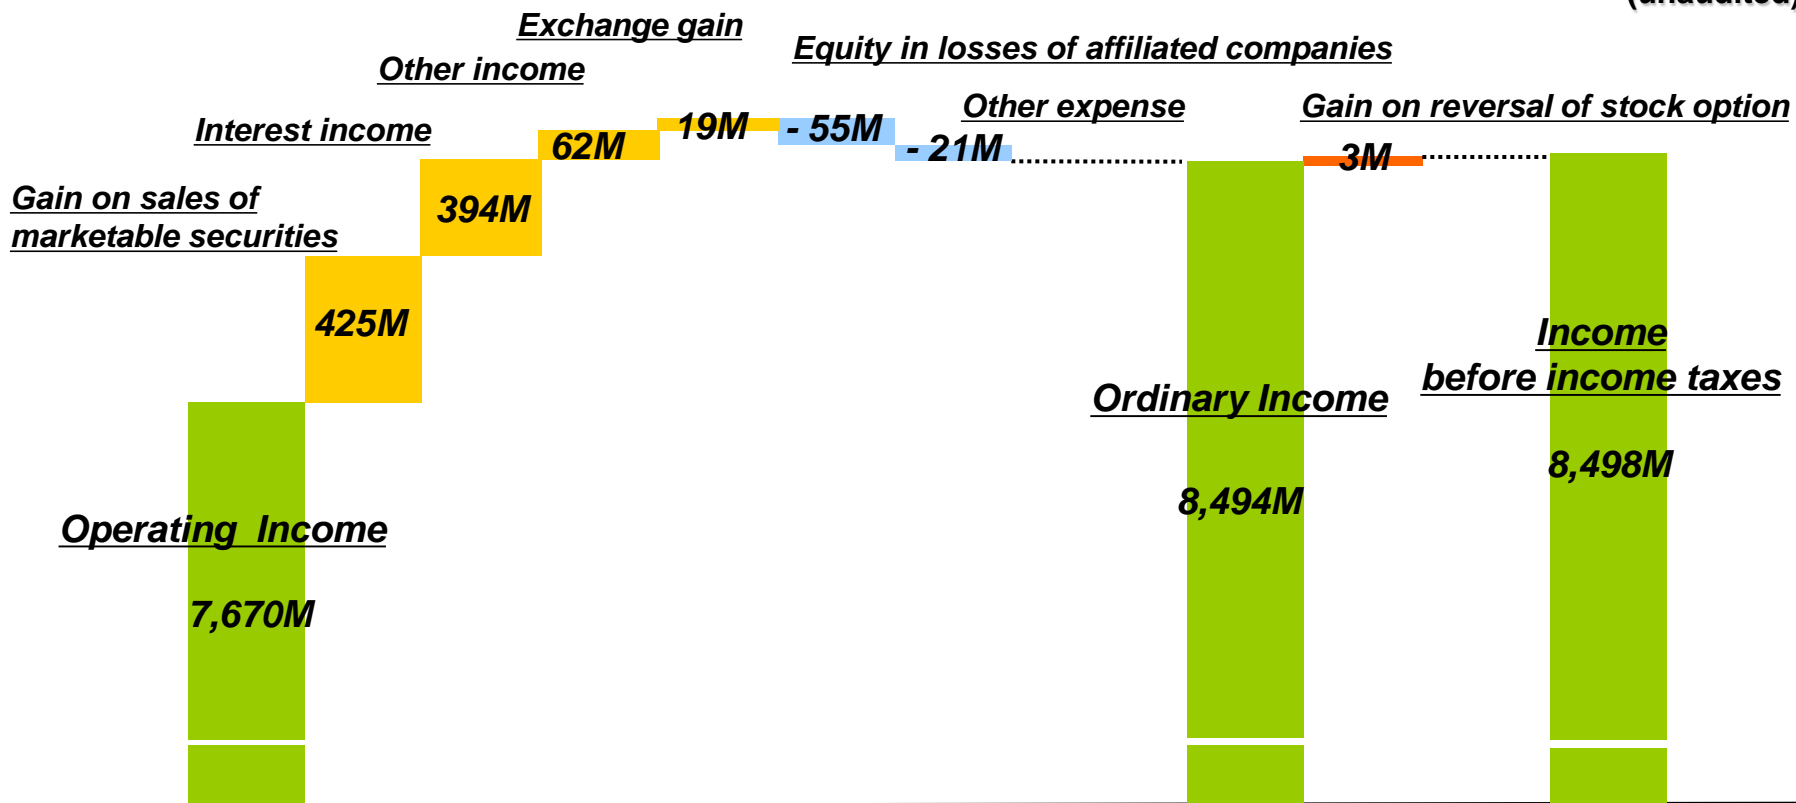 (unaudited)
Exchange gain
Equity in losses of affiliated companies
Other income
Other expense
Gain on reversal of stock option
Interest income
19M
- 55M
62M
- 21M
3M
Gain on sales of
marketable securities
394M
425M
Income
before income taxes
Ordinary Income
8,498M
8,494M
Operating Income
7,670M